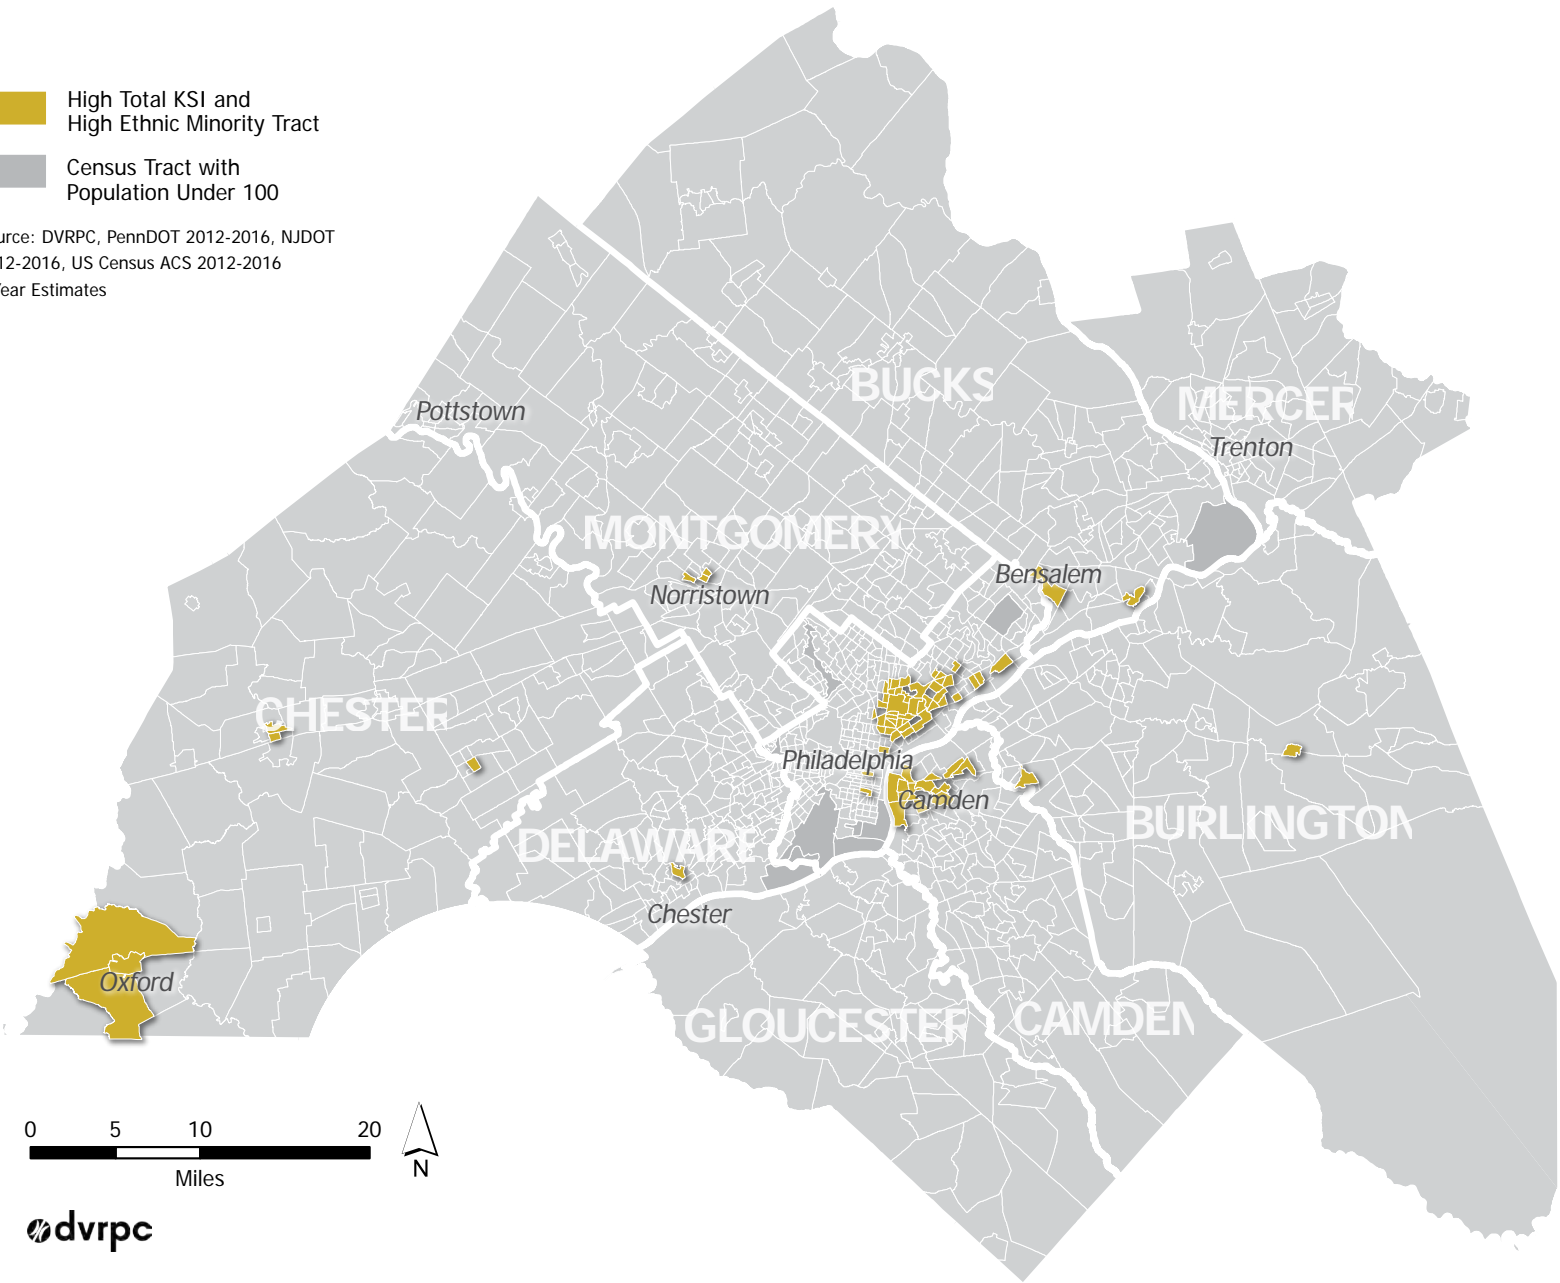 High Total KSI and
High Ethnic Minority Tract
Census Tract with
Population Under 100
urce: DVRPC, PennDOT 2012-2016, NJDOT
12-2016, US Census ACS 2012-2016
ear Estimates
BUCKS
MERCER
Pottstown
Trenton
MONTGOMERY
Bensalem
Norristown
CHESTER
Philadelphia
Camden
BURLINGTON
DELAWARE
Chester
Oxford
GLOUCESTER
CAMDEN
0 5 10 20
Miles
N
dvrpc